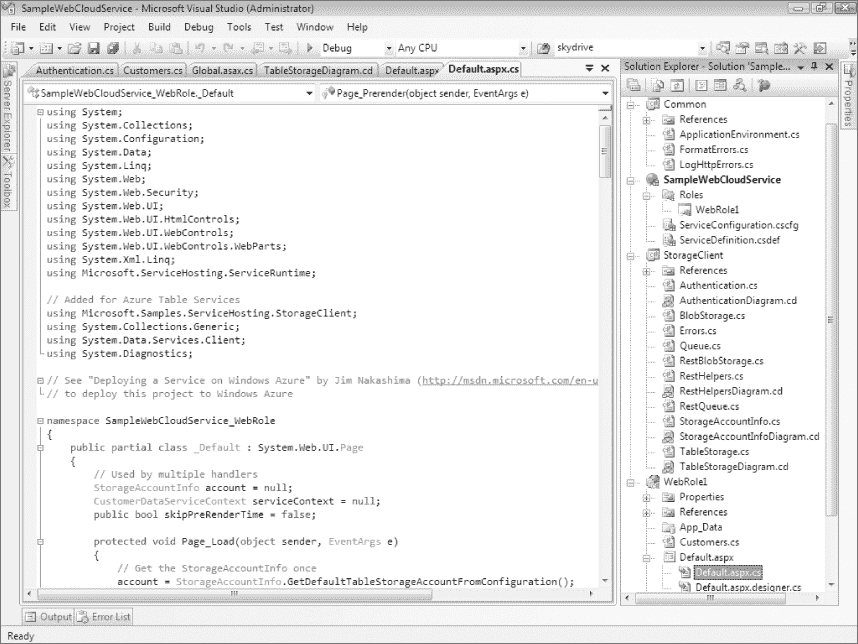 SampleWebCloudService - Microsoft Visual Studio (Administrator)
File Edit View Project Build Debug Tools Test Window Help
Debug Any CPU skydrive
Server Explorer
Toolbox
Authentication.cs Customers.cs Global.asax.cs TableStorageDiagram.cd Default.aspx Default.aspx.cs
SampleWebCloudService_WebRole._Default Page_Prerender(object sender, EventArgs e)
using System;
using System.Collections;
using System.Configuration;
using System.Data;
using System.Linq;
using System.Web;
using System.Web.Security;
using System.Web.UI;
using System.Web.UI.HtmlControls;
using System.Web.UI.WebControls;
using System.Web.UI.WebControls.WebParts;
using System.Xml.Linq;
using Microsoft.ServiceHosting.ServiceRuntime;
// Added for Azure Table Services
using Microsoft.Samples.ServiceHosting.StorageClient;
using System.Collections.Generic;
using System.Data.Services.Client;
using System.Diagnostics;
// See "Deploying a Service on Windows Azure" by Jim Nakashima (http://msdn.microsoft.com/en-u
// to deploy this project to Windows Azure
namespace SampleWebCloudService_WebRole
{
public partial class _Default : System.Web.UI.Page
{
// Used by multiple handlers
StorageAccountInfo account = null;
CustomerDataServiceContext serviceContext = null;
public bool skipPreRenderTime = false;
protected void Page_Load(object sender, EventArgs e)
{
// Get the StorageAccountInfo once
account = StorageAccountInfo.GetDefaultTableStorageAccountFromConfiguration();
Solution Explorer - Solution 'Sample...
Common
References
ApplicationEnvironment.cs
FormatErrors.cs
LogHttpErrors.cs
SampleWebCloudService
Roles
WebRole1
ServiceConfiguration.cscfg
ServiceDefinition.csdef
StorageClient
References
Authentication.cs
AuthenticationDiagram.cd
BlobStorage.cs
Errors.cs
Queue.cs
RestBlobStorage.cs
RestHelpers.cs
RestHelpersDiagram.cd
RestQueue.cs
StorageAccountInfo.cs
StorageAccountInfoDiagram.cd
TableStorage.cs
TableStorageDiagram.cd
WebRole1
Properties
References
App_Data
Customers.cs
Default.aspx
Default.aspx.cs
Default.aspx.designer.cs
Properties
Output Error List
Ready